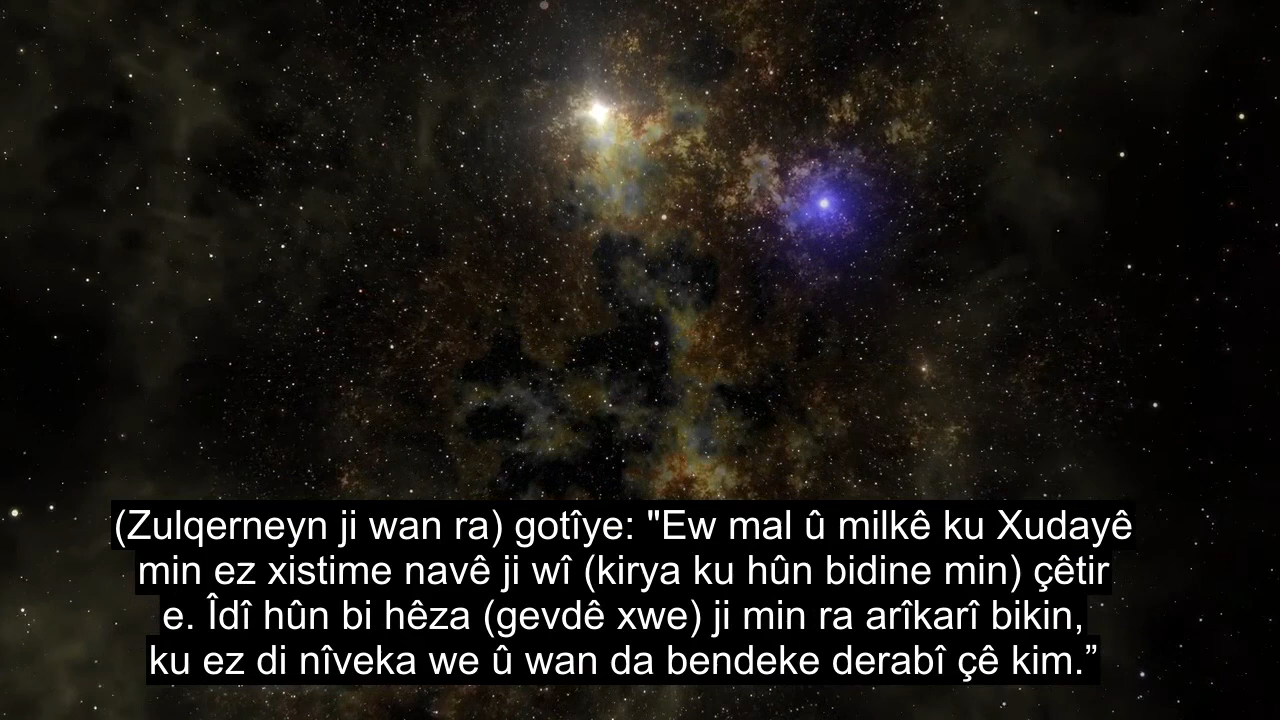 (Zulqerneyn ji wan ra) gotîye: "Ew mal û milkê ku Xudayê
min ez xistime navê ji wî (kirya ku hûn bidine min) çêtir
e. Îdî hûn bi hêza (gevdê xwe) ji min ra arîkarî bikin,
ku ez di nîveka we û wan da bendeke derabî çê kim.”